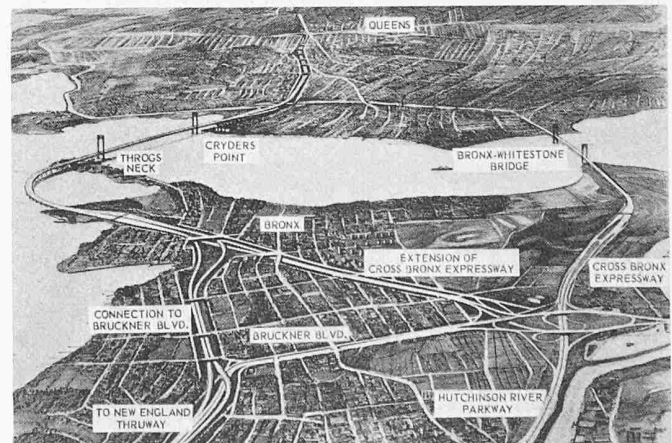 QUEENS
CRYDERS
POINT
THROGS
NECK
BRONX-WHITESTONE
BRIDGE
BRONX
EXTENSION OF
CROSS BRONX EXPRESSWAY
CROSS BRONX
EXPRESSWAY
CONNECTION TO
BRUCKNER BLVD.
BRUCKNER BLVD.
TO NEW ENGLAND
THRUWAY
HUTCHINSON RIVER
PARKWAY